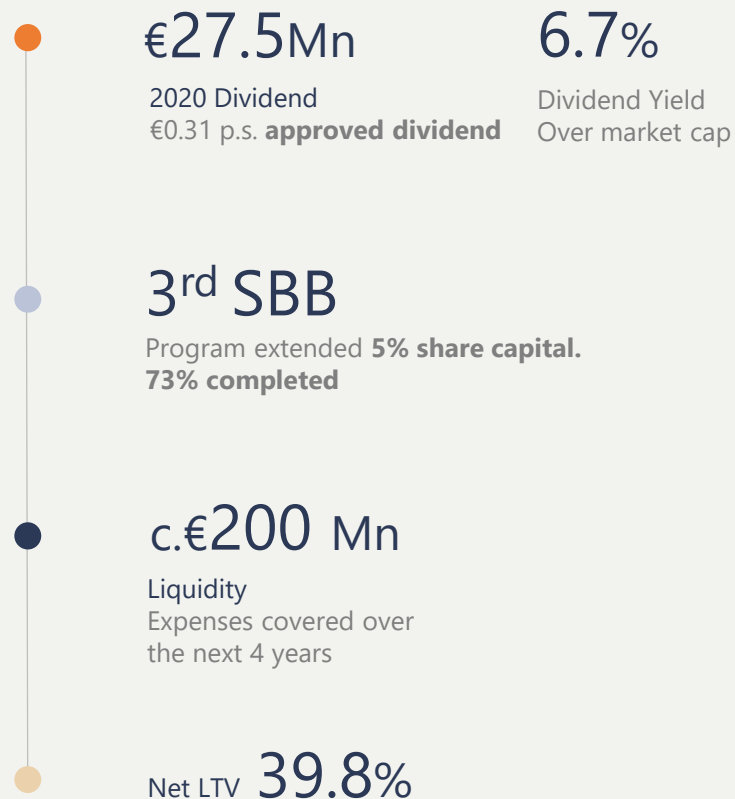 €27.5Mn
6.7%
2020 Dividend
€0.31 p.s. approved dividend
Dividend Yield
Over market cap
3rd SBB
Program extended 5% share capital.
73% completed
c.€200 Mn
Liquidity
Expenses covered over
the next 4 years
Net LTV 39.8%